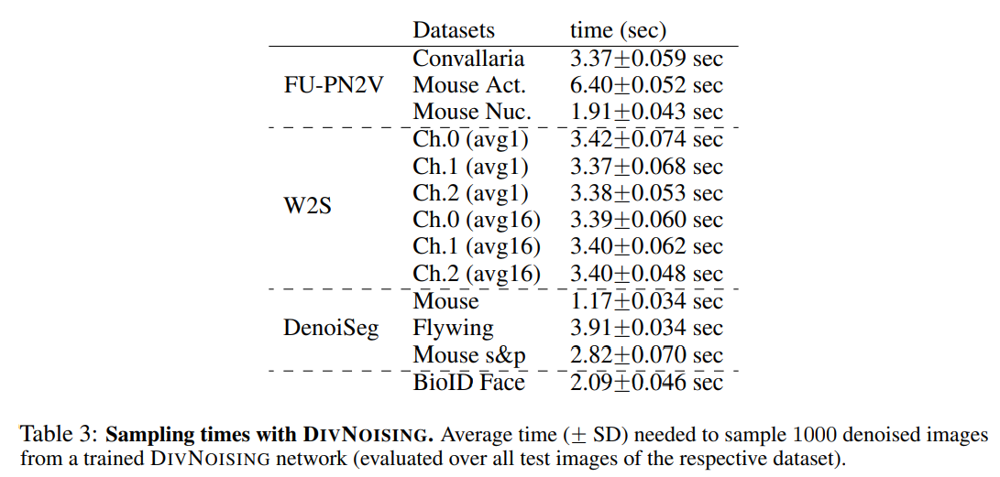 Datasets time (sec)
FU-PN2V
Convallaria 3.37±0.059 sec
Mouse Act. 6.40±0.052 sec
Mouse Nuc. 1.91±0.043 sec
W2S
Ch.0 (avg1) 3.42±0.074 sec
Ch.1 (avg1) 3.37±0.068 sec
Ch.2 (avg1) 3.38±0.053 sec
Ch.0 (avg16) 3.39±0.060 sec
Ch.1 (avg16) 3.40±0.062 sec
Ch.2 (avg16) 3.40±0.048 sec
DenoiSeg
Mouse 1.17±0.034 sec
Flywing 3.91±0.034 sec
Mouse s&p 2.82±0.070 sec
BioID Face 2.09±0.046 sec
Table 3: Sampling times with DIVNOISING. Average time (± SD) needed to sample 1000 denoised images
from a trained DIVNOISING network (evaluated over all test images of the respective dataset).